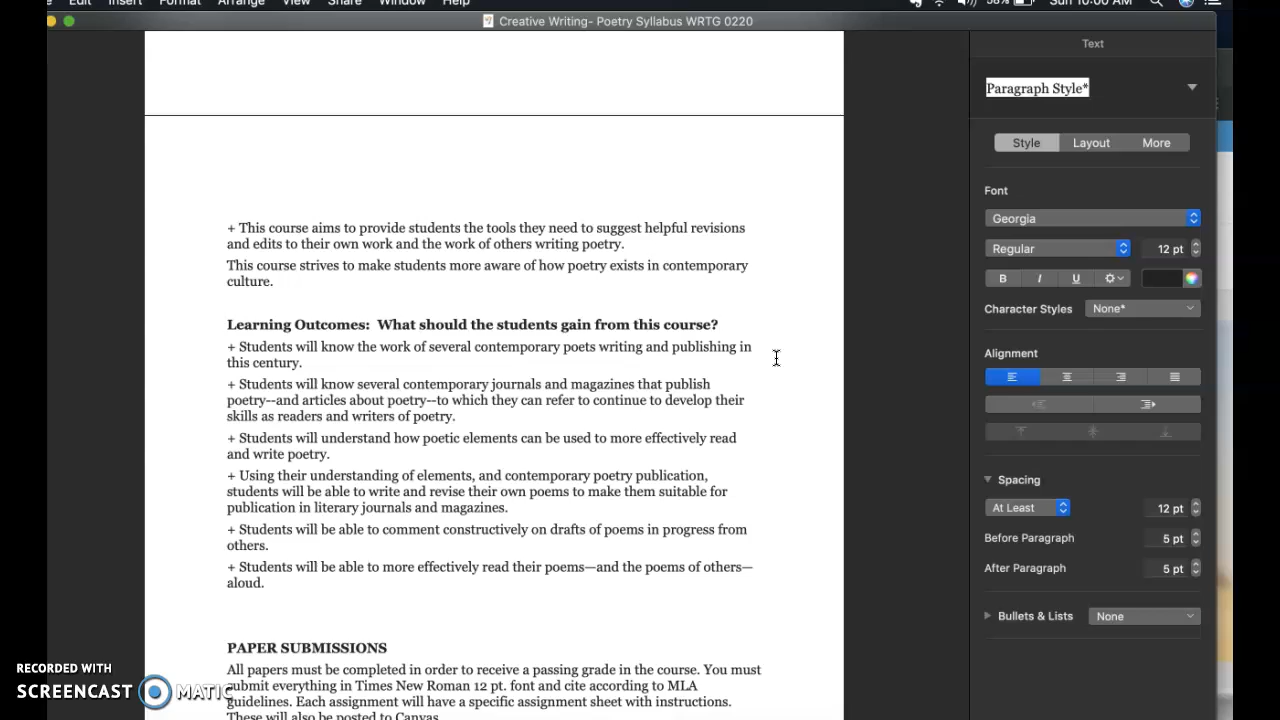 Edit Insert Format Arrange View Share Window Help 58% Sun 10:00 AM
Creative Writing- Poetry Syllabus WRTG 0220
Text
Paragraph Style*
Style Layout More
Font
Georgia
Regular 12 pt
B I U
Character Styles None*
Alignment
Spacing
At Least 12 pt
Before Paragraph 5 pt
After Paragraph 5 pt
Bullets & Lists None
+ This course aims to provide students the tools they need to suggest helpful revisions
and edits to their own work and the work of others writing poetry.
This course strives to make students more aware of how poetry exists in contemporary
culture.
Learning Outcomes:  What should the students gain from this course?
+ Students will know the work of several contemporary poets writing and publishing in
this century.
+ Students will know several contemporary journals and magazines that publish
poetry--and articles about poetry--to which they can refer to continue to develop their
skills as readers and writers of poetry.
+ Students will understand how poetic elements can be used to more effectively read
and write poetry.
+ Using their understanding of elements, and contemporary poetry publication,
students will be able to write and revise their own poems to make them suitable for
publication in literary journals and magazines.
+ Students will be able to comment constructively on drafts of poems in progress from
others.
+ Students will be able to more effectively read their poems—and the poems of others—
aloud.
PAPER SUBMISSIONS
All papers must be completed in order to receive a passing grade in the course. You must
submit everything in Times New Roman 12 pt. font and cite according to MLA
guidelines. Each assignment will have a specific assignment sheet with instructions.
These will also be posted to Canvas.
RECORDED WITH
SCREENCAST MATIC